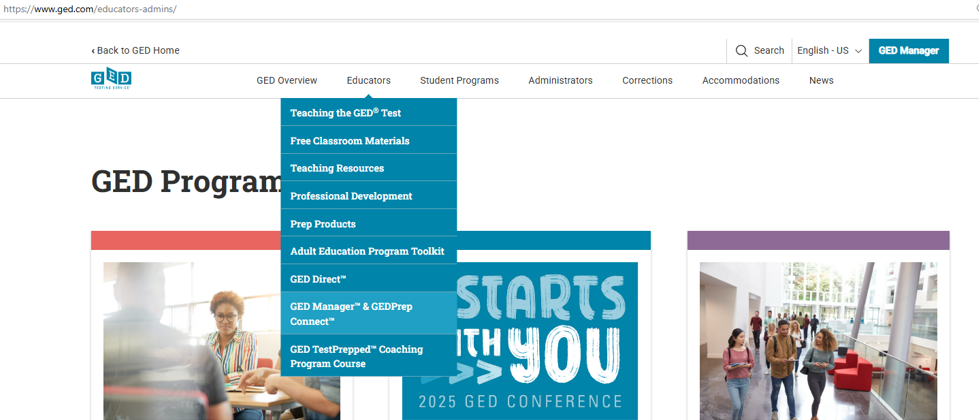 https://www.ged.com/educators-admins/
‹ Back to GED Home
Search
English - US
GED Manager
GED
TESTING SERVICE
GED Overview
Educators
Student Programs
Administrators
Corrections
Accommodations
News
Teaching the GED® Test
Free Classroom Materials
Teaching Resources
Professional Development
Prep Products
Adult Education Program Toolkit
GED Direct™
GED Manager™ & GEDPrep
Connect™
GED TestPrepped™ Coaching
Program Course
GED Program
STARTS
YOU
2025 GED CONFERENCE